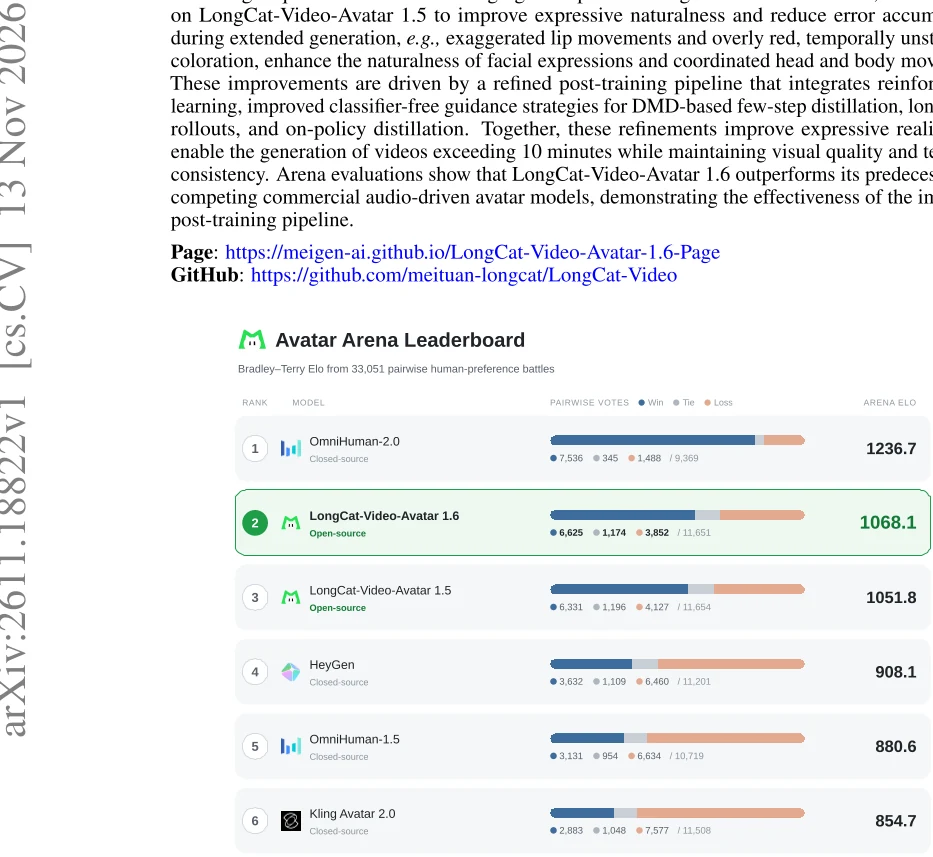 arXiv:2611.18822v1 [cs.CV] 13 Nov 2026
on LongCat-Video-Avatar 1.5 to improve expressive naturalness and reduce error accum
during extended generation, e.g., exaggerated lip movements and overly red, temporally unst
coloration, enhance the naturalness of facial expressions and coordinated head and body mov
These improvements are driven by a refined post-training pipeline that integrates reinfor
learning, improved classifier-free guidance strategies for DMD-based few-step distillation, lon
rollouts, and on-policy distillation. Together, these refinements improve expressive reali
enable the generation of videos exceeding 10 minutes while maintaining visual quality and te
consistency. Arena evaluations show that LongCat-Video-Avatar 1.6 outperforms its predeces
competing commercial audio-driven avatar models, demonstrating the effectiveness of the im
post-training pipeline.
Page: https://meigen-ai.github.io/LongCat-Video-Avatar-1.6-Page
GitHub: https://github.com/meituan-longcat/LongCat-Video
Avatar Arena Leaderboard
Bradley–Terry Elo from 33,051 pairwise human-preference battles
RANK MODEL PAIRWISE VOTES Win Tie Loss ARENA ELO
1 OmniHuman-2.0 1236.7
Closed-source 7,536 345 1,488 / 9,369
2 LongCat-Video-Avatar 1.6 1068.1
Open-source 6,625 1,174 3,852 / 11,651
3 LongCat-Video-Avatar 1.5 1051.8
Open-source 6,331 1,196 4,127 / 11,654
4 HeyGen 908.1
Closed-source 3,632 1,109 6,460 / 11,201
5 OmniHuman-1.5 880.6
Closed-source 3,131 954 6,634 / 10,719
6 Kling Avatar 2.0 854.7
Closed-source 2,883 1,048 7,577 / 11,508